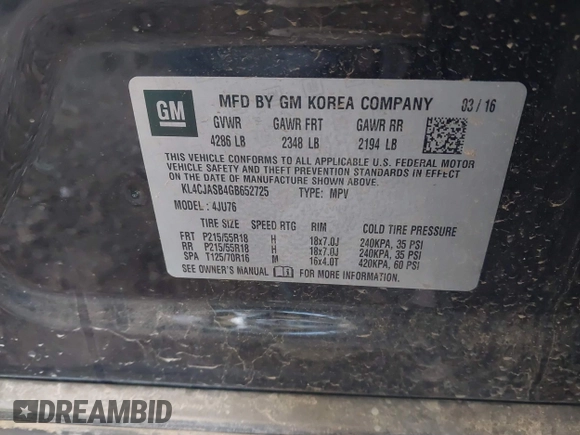 GM
MFD BY GM KOREA COMPANY 03 / 16
GVWR GAWR FRT GAWR RR
4286 LB 2348 LB 2194 LB
THIS VEHICLE CONFORMS TO ALL APPLICABLE U.S. FEDERAL MOTOR
VEHICLE SAFETY AND THEFT PREVENTION STANDARDS IN EFFECT
ON THE DATE OF MANUFACTURE SHOWN ABOVE.
KL4CJASB4GB652725 TYPE: MPV
MODEL : 4JU76
TIRE SIZE SPEED RTG RIM COLD TIRE PRESSURE
FRT P215/55R18 H 18x7.0J 240KPA, 35 PSI
RR P215/55R18 H 18x7.0J 240KPA, 35 PSI
SPA T125/70R16 M 16x4.0T 420KPA, 60 PSI
SEE OWNER'S MANUAL FOR MORE INFORMATION.
DREAMBID